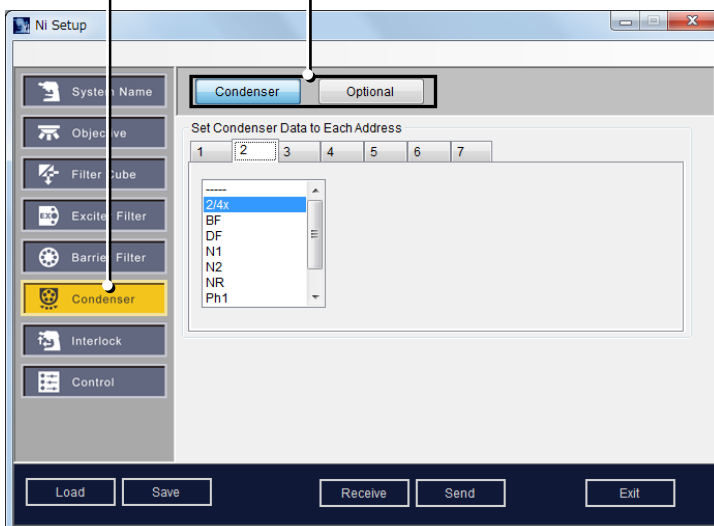 Ni Setup
System Name
Objective
Filter Cube
Exciter Filter
Barrier Filter
Condenser
Interlock
Control
Condenser Optional
Set Condenser Data to Each Address
1 2 3 4 5 6 7
-----
2/4x
BF
DF
N1
N2
NR
Ph1
Load Save Receive Send Exit